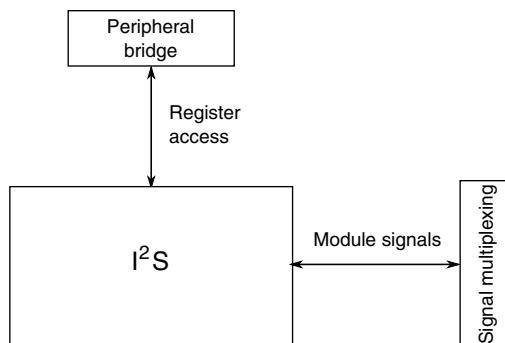 Peripheral
bridge
Register
access
I²S
Module signals
Signal multiplexing